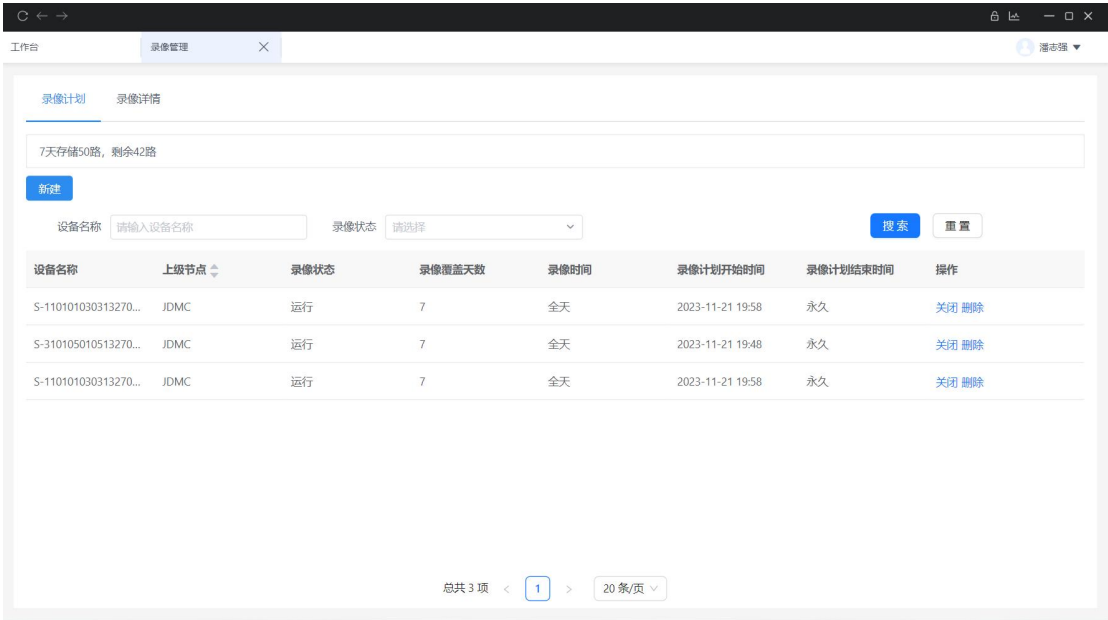 工作台 录像管理 潘志强
录像计划 录像详情
7天存储50路，剩余42路
新建
设备名称 请输入设备名称 录像状态 请选择 搜索 重置
设备名称 上级节点 录像状态 录像覆盖天数 录像时间 录像计划开始时间 录像计划结束时间 操作
S-110101030313270... JDMC 运行 7 全天 2023-11-21 19:58 永久 关闭 删除
S-310105010513270... JDMC 运行 7 全天 2023-11-21 19:48 永久 关闭 删除
S-110101030313270... JDMC 运行 7 全天 2023-11-21 19:58 永久 关闭 删除
总共 3 项 < 1 > 20 条/页